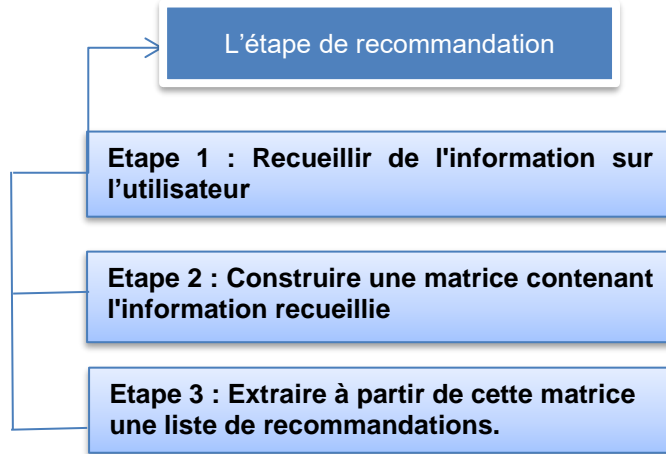 L’étape de recommandation
Etape 1 : Recueillir de l'information sur
l’utilisateur
Etape 2 : Construire une matrice contenant
l'information recueillie
Etape 3 : Extraire à partir de cette matrice
une liste de recommandations.